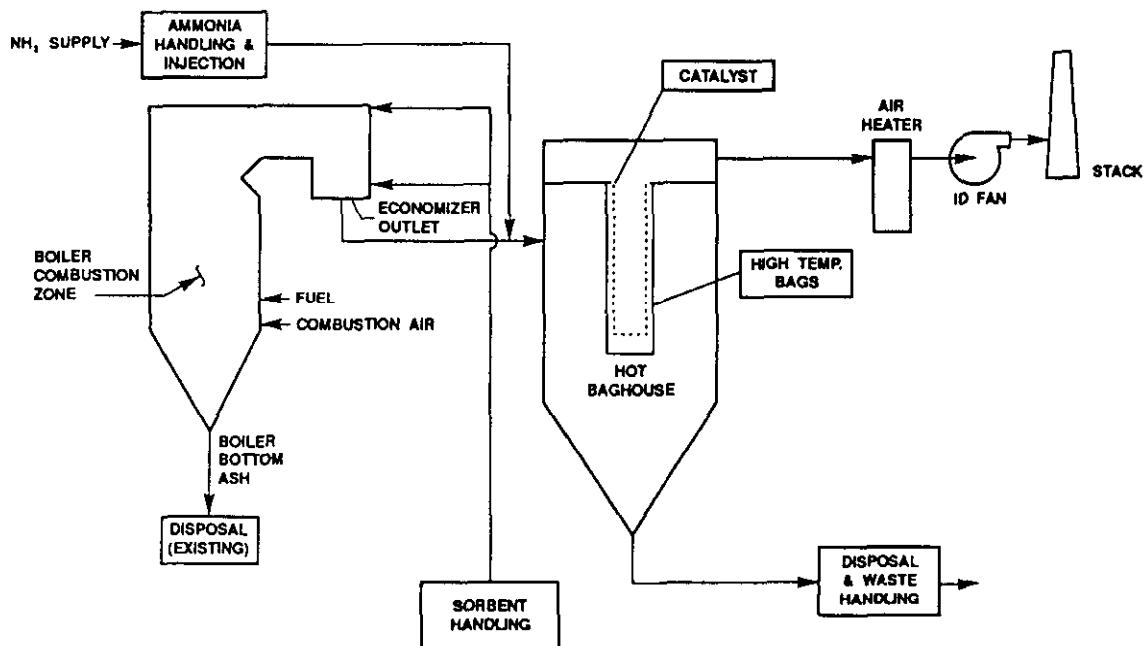 AMMONIA
HANDLING &
INJECTION
NH₃ SUPPLY
CATALYST
AIR
HEATER
STACK
ID FAN
ECONOMIZER
OUTLET
BOILER
COMBUSTION
ZONE
HIGH TEMP.
BAGS
FUEL
COMBUSTION AIR
HOT
BAGHOUSE
BOILER
BOTTOM
ASH
DISPOSAL
(EXISTING)
SORBENT
HANDLING
DISPOSAL
& WASTE
HANDLING